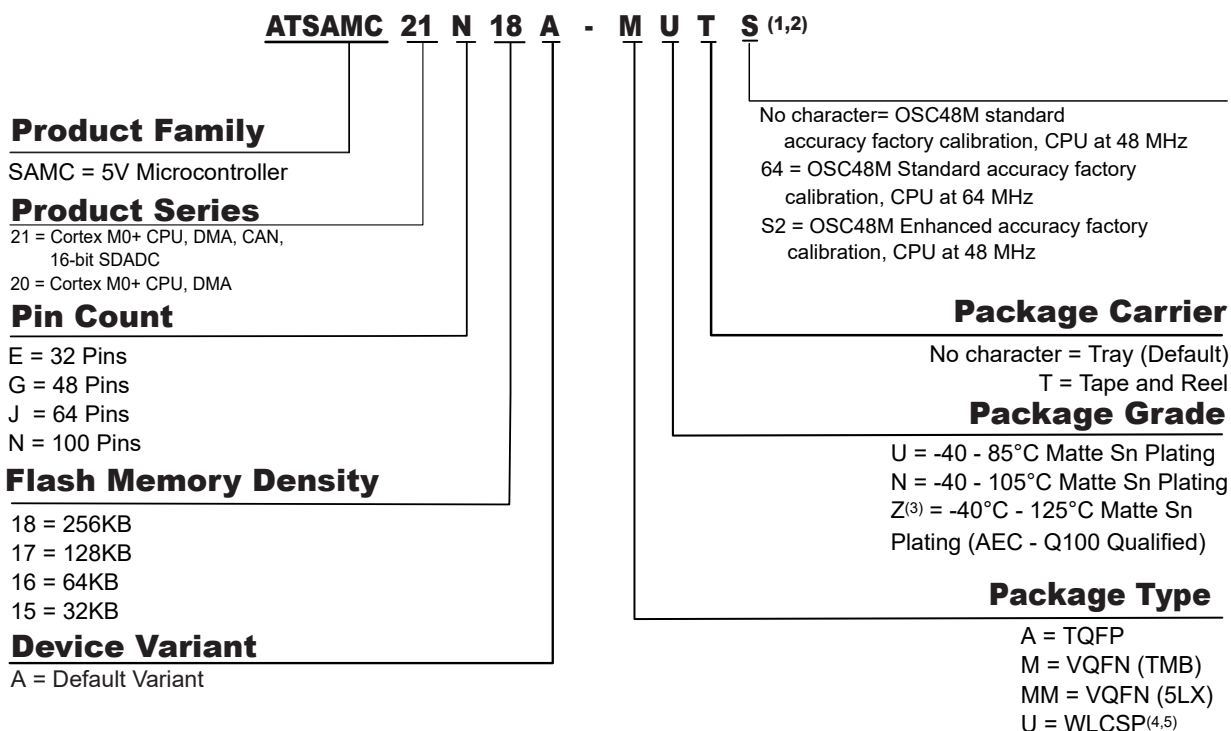 ATSAMC 21 N 18 A - M U T S (1,2)
Product Family
SAMC = 5V Microcontroller
Product Series
21 = Cortex M0+ CPU, DMA, CAN,
16-bit SDADC
20 = Cortex M0+ CPU, DMA
Pin Count
E = 32 Pins
G = 48 Pins
J = 64 Pins
N = 100 Pins
Flash Memory Density
18 = 256KB
17 = 128KB
16 = 64KB
15 = 32KB
Device Variant
A = Default Variant
No character= OSC48M standard
accuracy factory calibration, CPU at 48 MHz
64 = OSC48M Standard accuracy factory
calibration, CPU at 64 MHz
S2 = OSC48M Enhanced accuracy factory
calibration, CPU at 48 MHz
Package Carrier
No character = Tray (Default)
T = Tape and Reel
Package Grade
U = -40 - 85°C Matte Sn Plating
N = -40 - 105°C Matte Sn Plating
Z(3) = -40°C - 125°C Matte Sn
Plating (AEC - Q100 Qualified)
Package Type
A = TQFP
M = VQFN (TMB)
MM = VQFN (5LX)
U = WLCSP(4,5)